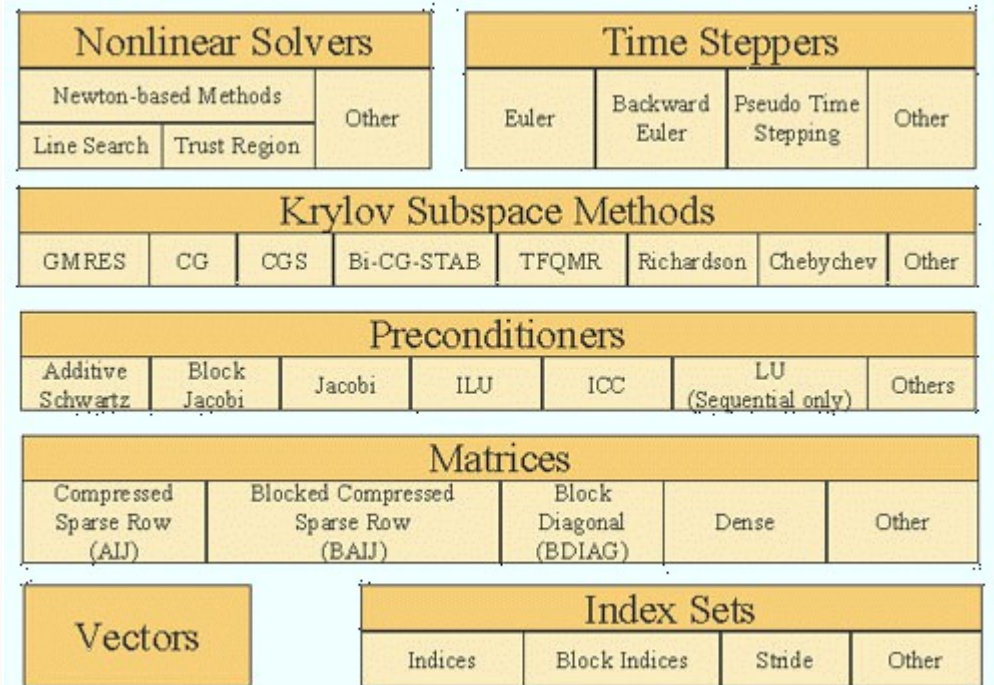 Nonlinear Solvers
Newton-based Methods
Line Search
Trust Region
Other
Time Steppers
Euler
Backward
Euler
Pseudo Time
Stepping
Other
Krylov Subspace Methods
GMRES
CG
CGS
Bi-CG-STAB
TFQMR
Richardson
Chebychev
Other
Preconditioners
Additive
Schwartz
Block
Jacobi
Jacobi
ILU
ICC
LU
(Sequential only)
Others
Matrices
Compressed
Sparse Row
(AIJ)
Blocked Compressed
Sparse Row
(BAIJ)
Block
Diagonal
(BDIAG)
Dense
Other
Vectors
Index Sets
Indices
Block Indices
Stride
Other